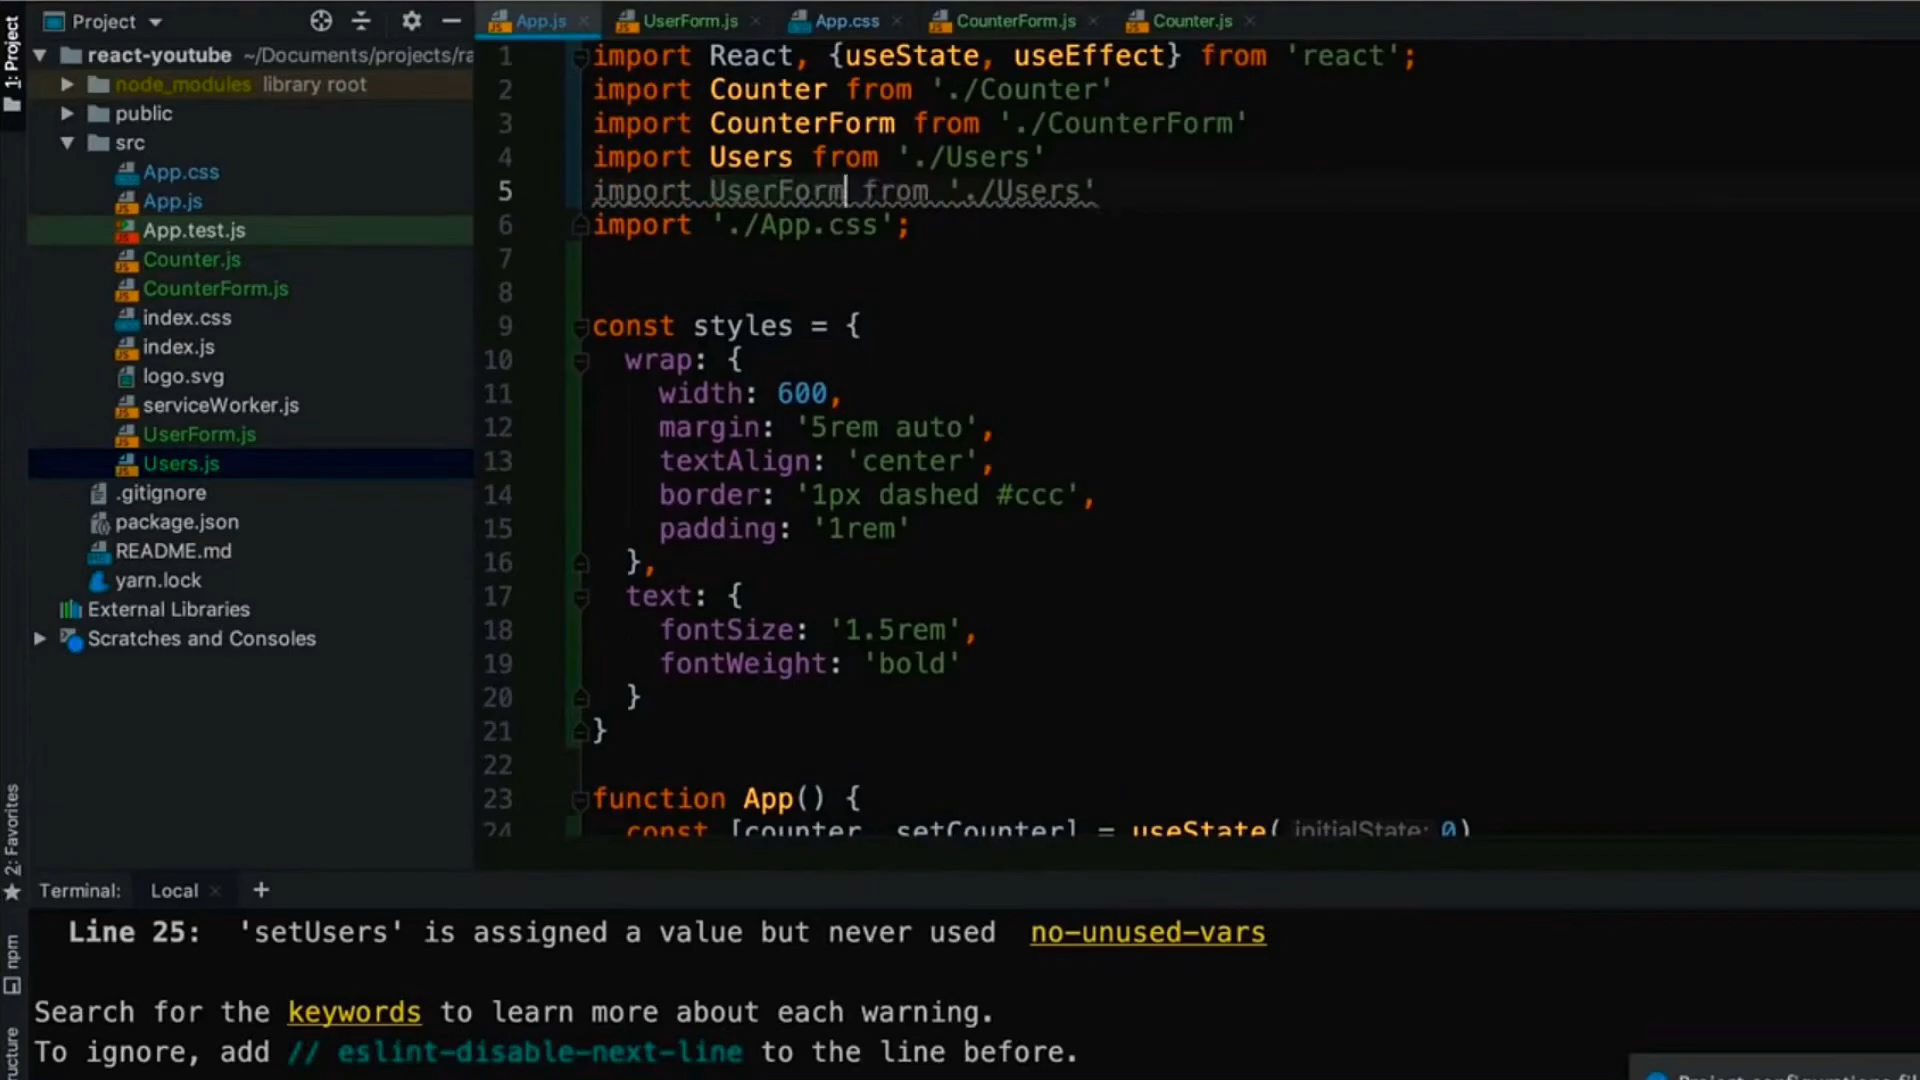 1: Project
Project
App.js
UserForm.js
App.css
CounterForm.js
Counter.js
react-youtube ~/Documents/projects/ra
node_modules library root
public
src
App.css
App.js
App.test.js
Counter.js
CounterForm.js
index.css
index.js
logo.svg
serviceWorker.js
UserForm.js
Users.js
.gitignore
package.json
README.md
yarn.lock
External Libraries
Scratches and Consoles
1 import React, {useState, useEffect} from 'react';
2 import Counter from './Counter'
3 import CounterForm from './CounterForm'
4 import Users from './Users'
5 import UserForm from './Users'
6 import './App.css';
7
8
9 const styles = {
10 wrap: {
11 width: 600,
12 margin: '5rem auto',
13 textAlign: 'center',
14 border: '1px dashed #ccc',
15 padding: '1rem'
16 },
17 text: {
18 fontSize: '1.5rem',
19 fontWeight: 'bold'
20 }
21 }
22
23 function App() {
24 const [counter, setCounter] = useState( initialState: 0)
2: Favorites
npm
Terminal: Local +
Line 25: 'setUsers' is assigned a value but never used no-unused-vars
Search for the keywords to learn more about each warning.
To ignore, add // eslint-disable-next-line to the line before.